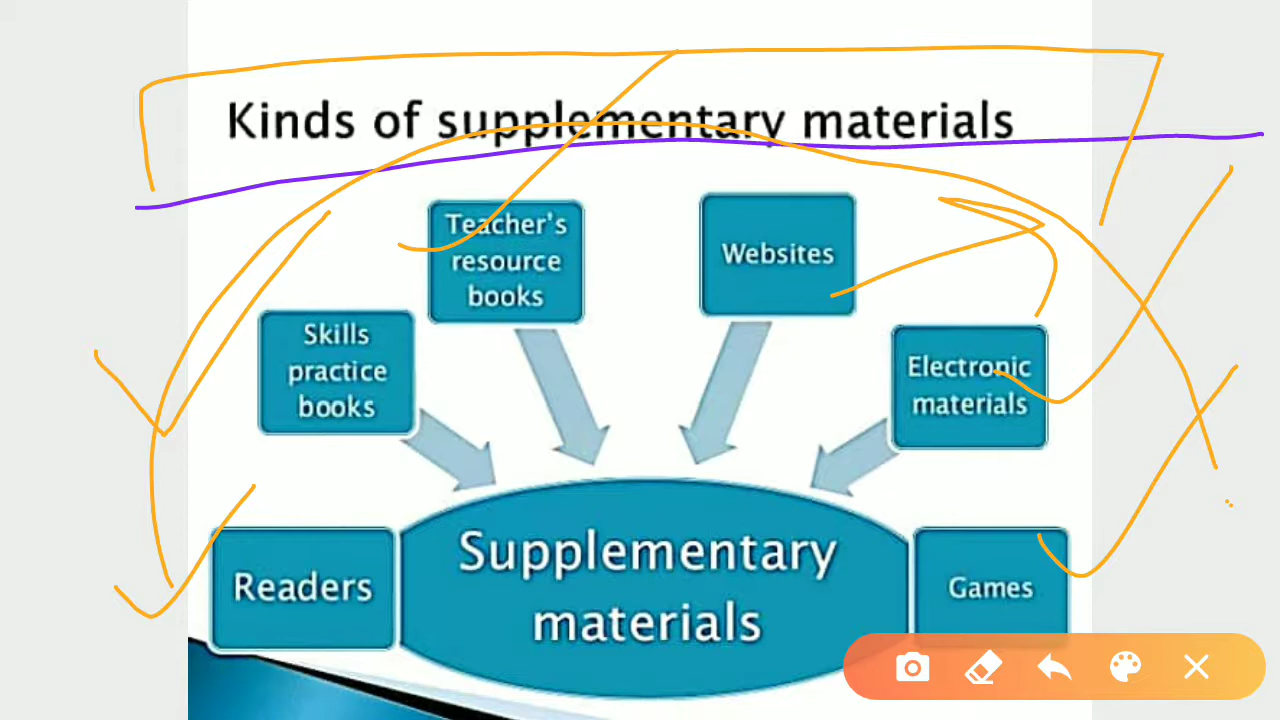 Kinds of supplementary materials
Teacher's
resource
books
Websites
Skills
practice
books
Electronic
materials
Supplementary
materials
Readers
Games